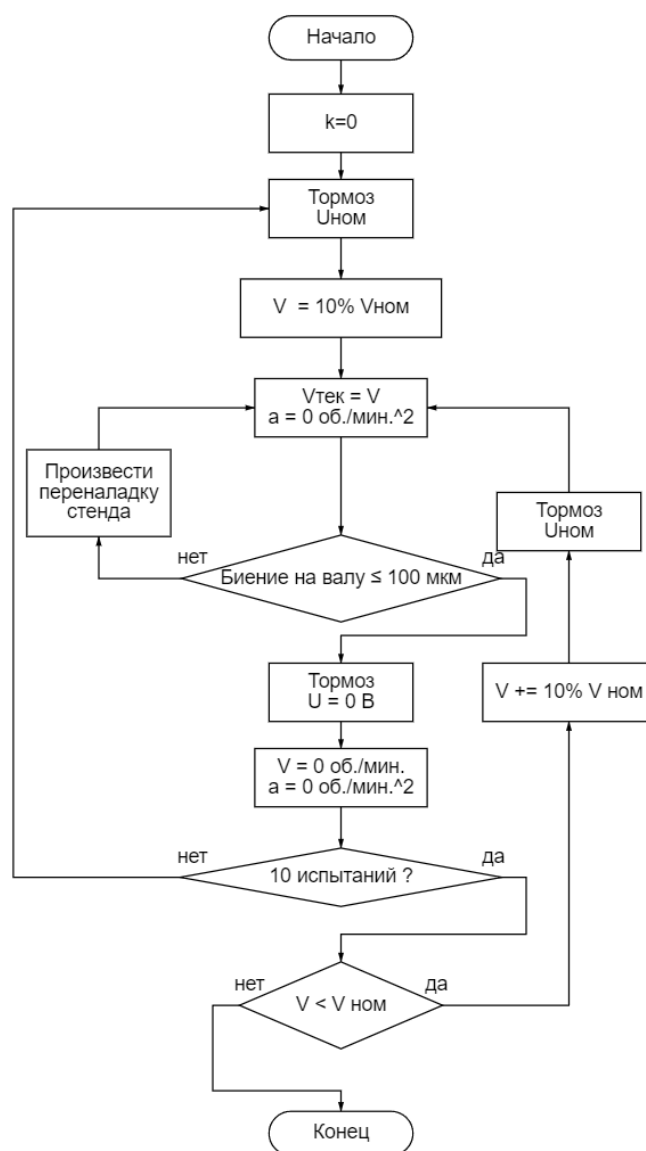 Начало
k=0
Тормоз
Uном
V  = 10% Vном
Vтек = V
a = 0 об./мин.^2
Произвести
переналадку
стенда
Тормоз
Uном
нет
да
Биение на валу ≤ 100 мкм
Тормоз
U = 0 В
V += 10% V ном
V = 0 об./мин.
a = 0 об./мин.^2
нет
да
10 испытаний ?
нет
да
V < V ном
Конец